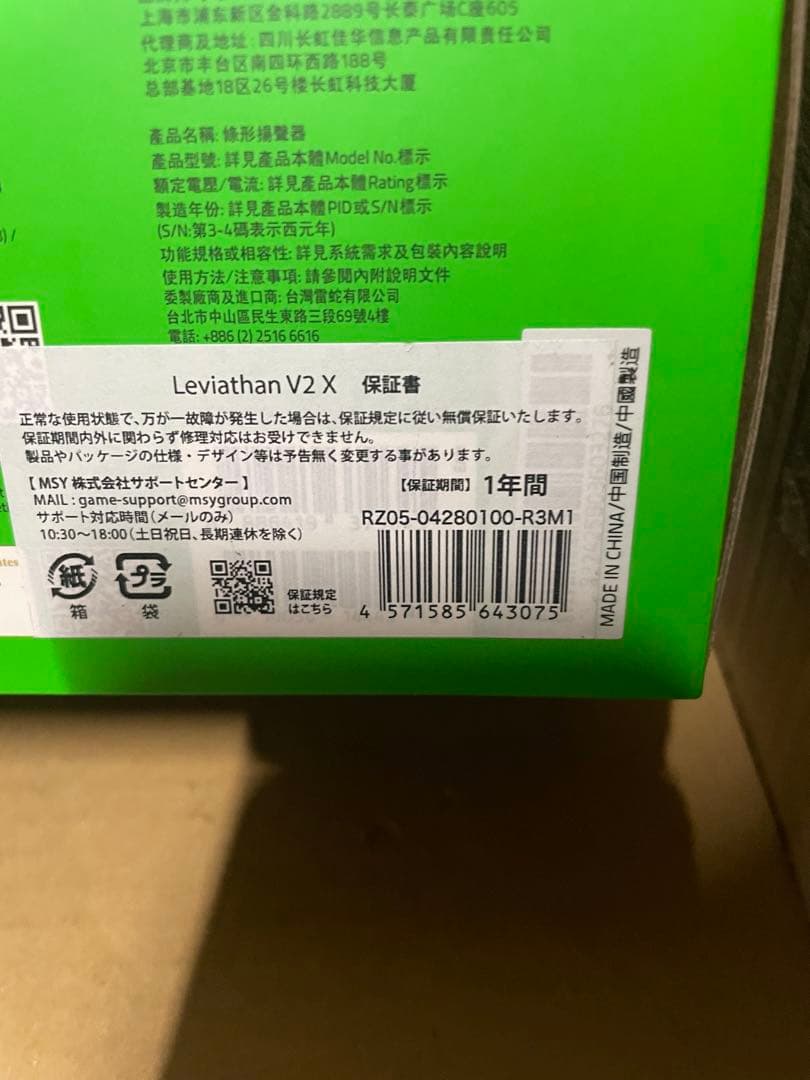 上海市浦东新区金科路2889号长泰广场C座605
代理商及地址: 四川长虹佳华信息产品有限责任公司
北京市丰台区南四环西路188号
总部基地18区26号楼长虹科技大厦
產品名稱: 條形揚聲器
產品型號: 詳見產品本體Model No.標示
額定電壓/電流: 詳見產品本體Rating標示
製造年份: 詳見產品本體PID或S/N標示
(S/N:第3-4碼表示西元年)
功能規格或相容性: 詳見系統需求及包裝內容說明
使用方法/注意事項: 請參閱內附說明文件
委製廠商及進口商: 台灣雷蛇有限公司
台北市中山區民生東路三段69號4樓
電話: +886 (2) 2516 6616
Leviathan V2 X 保証書
正常な使用状態で、万が一故障が発生した場合は、保証規定に従い無償保証いたします。
保証期間内外に関わらず修理対応はお受けできません。
製品やパッケージの仕様・デザイン等は予告無く変更する事があります。
【 MSY 株式会社サポートセンター 】
MAIL : game-support@msygroup.com
サポート対応時間(メールのみ)
10:30～18:00(土日祝日、長期連休を除く)
【保証期間】 1年間
RZ05-04280100-R3M1
紙
箱
プラ
袋
保証規定
はこちら
4 571585 643075
MADE IN CHINA/中国制造/中國製造